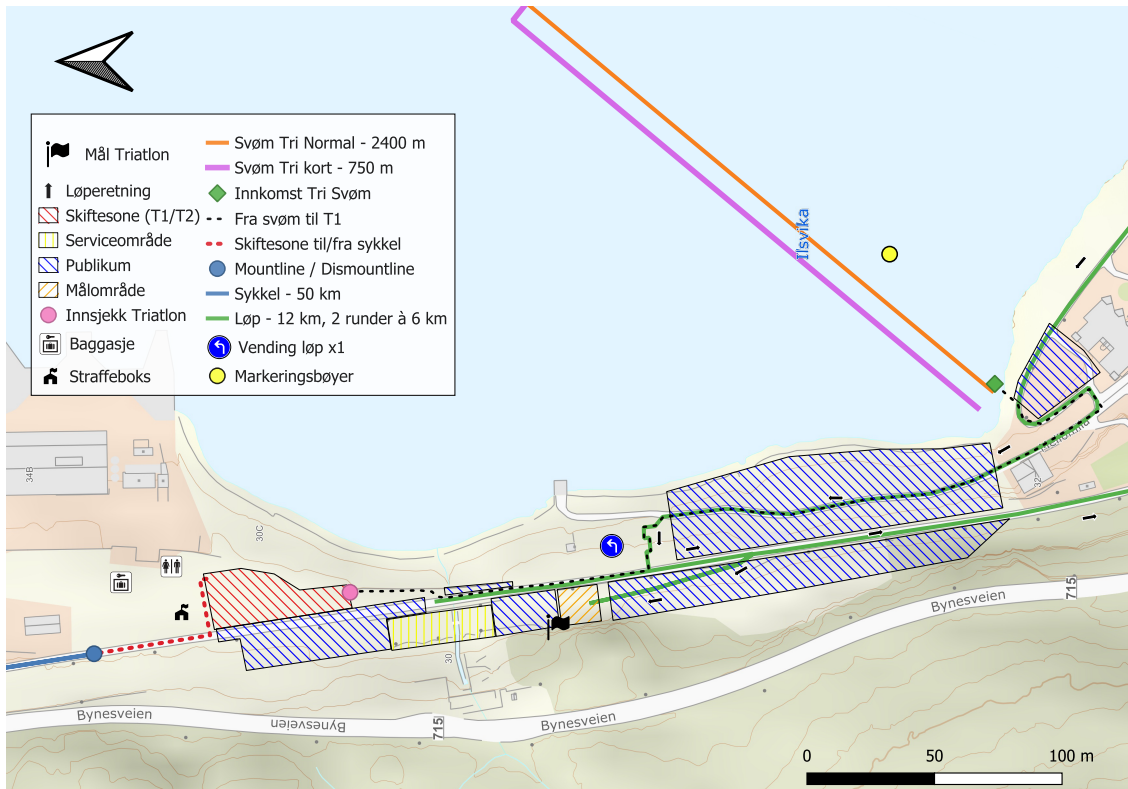 Mål Triatlon
Løperetning
Skiftesone (T1/T2)
Serviceområde
Publikum
Målområde
Innsjekk Triatlon
Baggasje
Straffeboks
Svøm Tri Normal - 2400 m
Svøm Tri kort - 750 m
Innkomst Tri Svøm
Fra svøm til T1
Skiftesone til/fra sykkel
Mountline / Dismountline
Sykkel - 50 km
Løp - 12 km, 2 runder à 6 km
Vending løp x1
Markeringsbøyer
Ilsvika
34B
30C
32
30
Bynesveien
Bynesveien
Bynesveien
Bynesveien
715
715
0 50 100 m